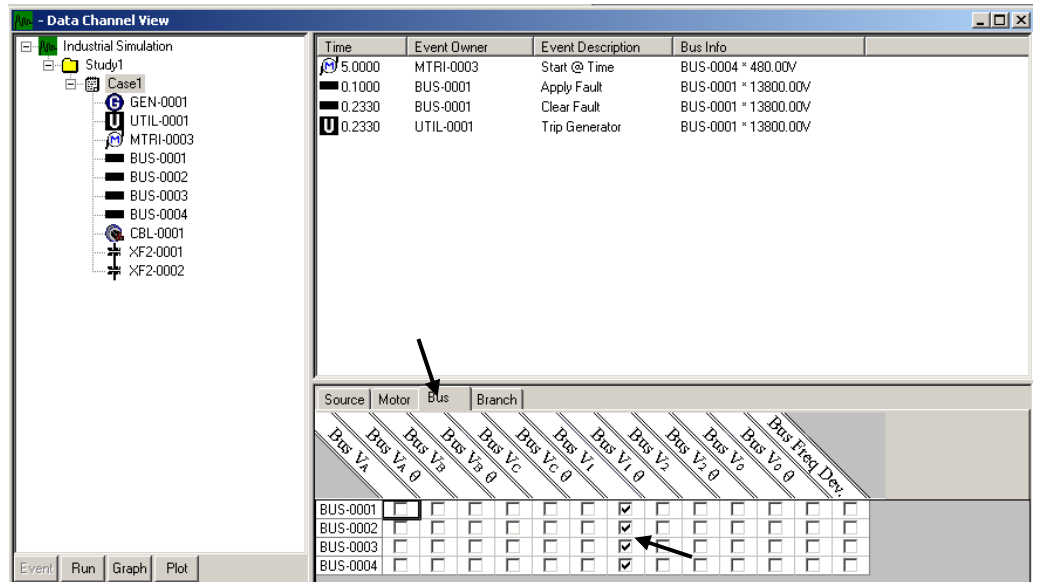 - Data Channel View
Industrial Simulation
Study1
Case1
GEN-0001
UTIL-0001
MTRI-0003
BUS-0001
BUS-0002
BUS-0003
BUS-0004
CBL-0001
XF2-0001
XF2-0002
Event Run Graph Plot
Time Event Owner Event Description Bus Info
5.0000 MTRI-0003 Start @ Time BUS-0004 * 480.00V
0.1000 BUS-0001 Apply Fault BUS-0001 * 13800.00V
0.2330 BUS-0001 Clear Fault BUS-0001 * 13800.00V
0.2330 UTIL-0001 Trip Generator BUS-0001 * 13800.00V
Source Motor Bus Branch
Bus VA
Bus VA θ
Bus VB
Bus VB θ
Bus VC
Bus VC θ
Bus V1
Bus V1 θ
Bus V2
Bus V2 θ
Bus V0
Bus V0 θ
Bus Freq Dev.
BUS-0001
BUS-0002
BUS-0003
BUS-0004